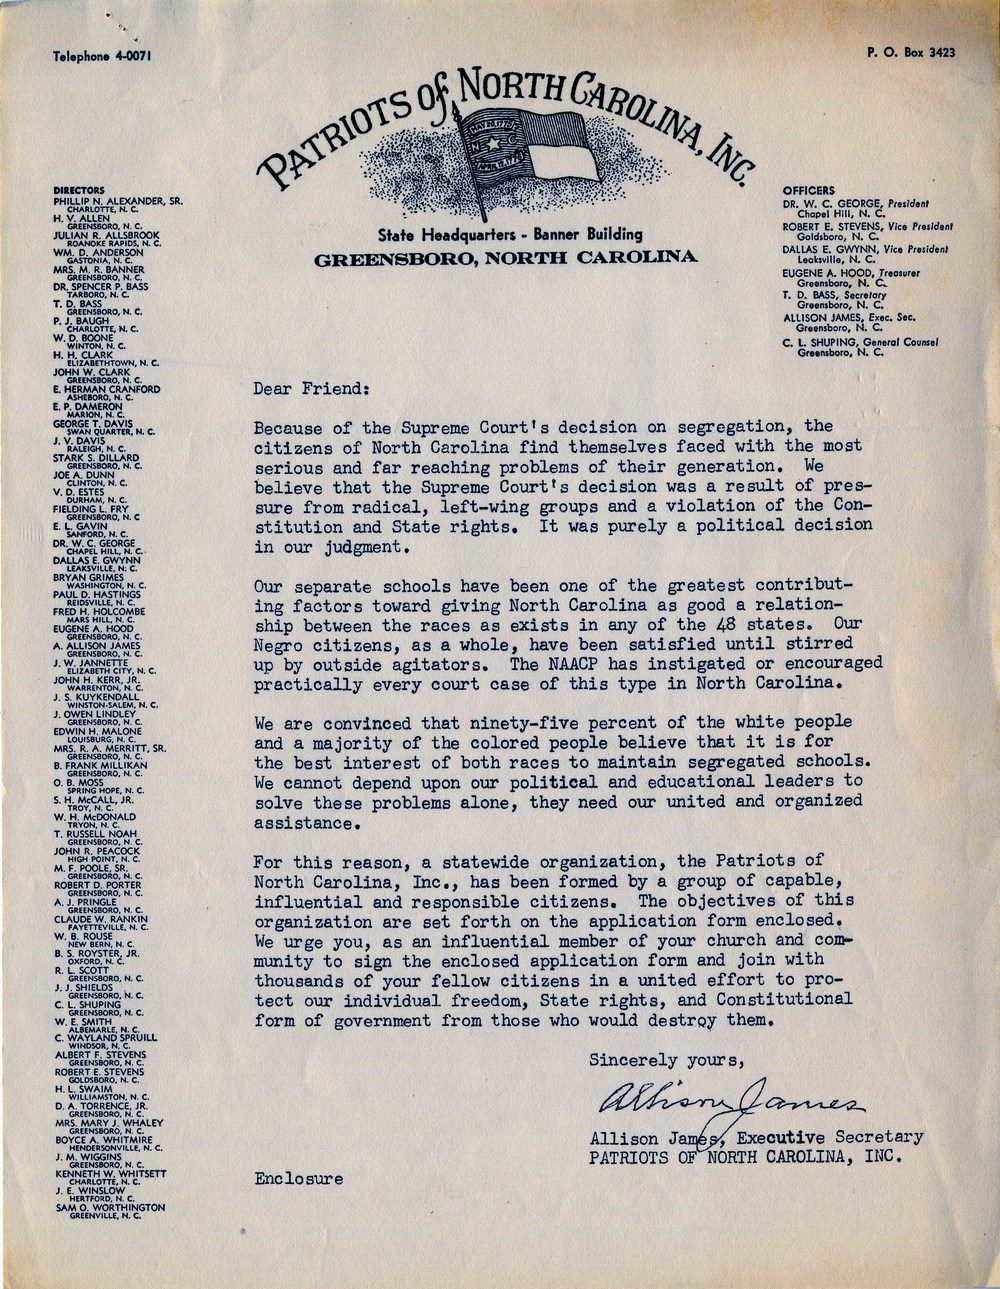 Telephone 4-0071
P. O. Box 3423
PATRIOTS of NORTH CAROLINA, INC.
MAY 20, 1775
N C
APRIL 12, 1776
State Headquarters - Banner Building
GREENSBORO, NORTH CAROLINA
DIRECTORS
PHILLIP N. ALEXANDER, SR.
CHARLOTTE, N. C.
H. V. ALLEN
GREENSBORO, N. C.
JULIAN R. ALLSBROOK
ROANOKE RAPIDS, N. C.
WM. D. ANDERSON
GASTONIA, N. C.
MRS. M. R. BANNER
GREENSBORO, N. C.
DR. SPENCER P. BASS
TARBORO, N. C.
T. D. BASS
GREENSBORO, N. C.
P. J. BAUGH
CHARLOTTE, N. C.
W. D. BOONE
WINTON, N. C.
H. H. CLARK
ELIZABETHTOWN, N. C.
JOHN W. CLARK
GREENSBORO, N. C.
E. HERMAN CRANFORD
ASHEBORO, N. C.
E. P. DAMERON
MARION, N. C.
GEORGE T. DAVIS
SWAN QUARTER, N. C.
J. V. DAVIS
RALEIGH, N. C.
STARK S. DILLARD
GREENSBORO, N. C.
JOE A. DUNN
CLINTON, N. C.
V. D. ESTES
DURHAM, N. C.
FIELDING L. FRY
GREENSBORO, N. C
E. L. GAVIN
SANFORD, N. C.
DR. W. C. GEORGE
CHAPEL HILL, N. C.
DALLAS E. GWYNN
LEAKSVILLE, N. C.
BRYAN GRIMES
WASHINGTON, N. C.
PAUL D. HASTINGS
REIDSVILLE, N. C.
FRED H. HOLCOMBE
MARS HILL, N. C.
EUGENE A. HOOD
GREENSBORO, N. C.
A. ALLISON JAMES
GREENSBORO, N. C.
J. W. JANNETTE
ELIZABETH CITY, N. C.
JOHN H. KERR, JR.
WARRENTON, N. C.
J. S. KUYKENDALL
WINSTON-SALEM, N. C.
J. OWEN LINDLEY
GREENSBORO, N. C.
EDWIN H. MALONE
LOUISBURG, N. C.
MRS. R. A. MERRITT, SR.
GREENSBORO, N. C.
B. FRANK MILLIKAN
GREENSBORO, N. C.
O. B. MOSS
SPRING HOPE, N. C.
S. H. McCALL, JR.
TROY, N. C.
W. H. McDONALD
TRYON, N. C.
T. RUSSELL NOAH
GREENSBORO, N. C.
JOHN R. PEACOCK
HIGH POINT, N. C.
M. F. POOLE, SR.
GREENSBORO, N. C.
ROBERT D. PORTER
GREENSBORO, N. C.
A. J. PRINGLE
GREENSBORO, N. C.
CLAUDE W. RANKIN
FAYETTEVILLE, N. C.
W. B. ROUSE
NEW BERN, N. C.
B. S. ROYSTER, JR.
OXFORD, N. C.
R. L. SCOTT
GREENSBORO, N. C.
J. J. SHIELDS
GREENSBORO, N. C.
C. L. SHUPING
GREENSBORO, N. C.
W. E. SMITH
ALBEMARLE, N. C.
C. WAYLAND SPRUILL
WINDSOR, N. C.
ALBERT F. STEVENS
GREENSBORO, N. C.
ROBERT E. STEVENS
GOLDSBORO, N. C.
H. L. SWAIM
WILLIAMSTON, N. C.
D. A. TORRENCE, JR.
GREENSBORO, N. C.
MRS. MARY J. WHALEY
GREENSBORO, N. C.
BOYCE A. WHITMIRE
HENDERSONVILLE, N. C.
J. M. WIGGINS
GREENSBORO, N. C.
KENNETH W. WHITSETT
CHARLOTTE, N. C.
J. E. WINSLOW
HERTFORD, N. C.
SAM O. WORTHINGTON
GREENVILLE, N. C.
OFFICERS
DR. W. C. GEORGE, President
Chapel Hill, N. C.
ROBERT E. STEVENS, Vice President
Goldsboro, N. C.
DALLAS E. GWYNN, Vice President
Leaksville, N. C.
EUGENE A. HOOD, Treasurer
Greensboro, N. C.
T. D. BASS, Secretary
Greensboro, N. C.
ALLISON JAMES, Exec. Sec.
Greensboro, N. C.
C. L. SHUPING, General Counsel
Greensboro, N. C.
Dear Friend:
Because of the Supreme Court's decision on segregation, the
citizens of North Carolina find themselves faced with the most
serious and far reaching problems of their generation. We
believe that the Supreme Court's decision was a result of pres-
sure from radical, left-wing groups and a violation of the Con-
stitution and State rights. It was purely a political decision
in our judgment.
Our separate schools have been one of the greatest contribut-
ing factors toward giving North Carolina as good a relation-
ship between the races as exists in any of the 48 states. Our
Negro citizens, as a whole, have been satisfied until stirred
up by outside agitators. The NAACP has instigated or encouraged
practically every court case of this type in North Carolina.
We are convinced that ninety-five percent of the white people
and a majority of the colored people believe that it is for
the best interest of both races to maintain segregated schools.
We cannot depend upon our political and educational leaders to
solve these problems alone, they need our united and organized
assistance.
For this reason, a statewide organization, the Patriots of
North Carolina, Inc., has been formed by a group of capable,
influential and responsible citizens. The objectives of this
organization are set forth on the application form enclosed.
We urge you, as an influential member of your church and com-
munity to sign the enclosed application form and join with
thousands of your fellow citizens in a united effort to pro-
tect our individual freedom, State rights, and Constitutional
form of government from those who would destroy them.
Sincerely yours,
Allison James
Allison James, Executive Secretary
PATRIOTS OF NORTH CAROLINA, INC.
Enclosure